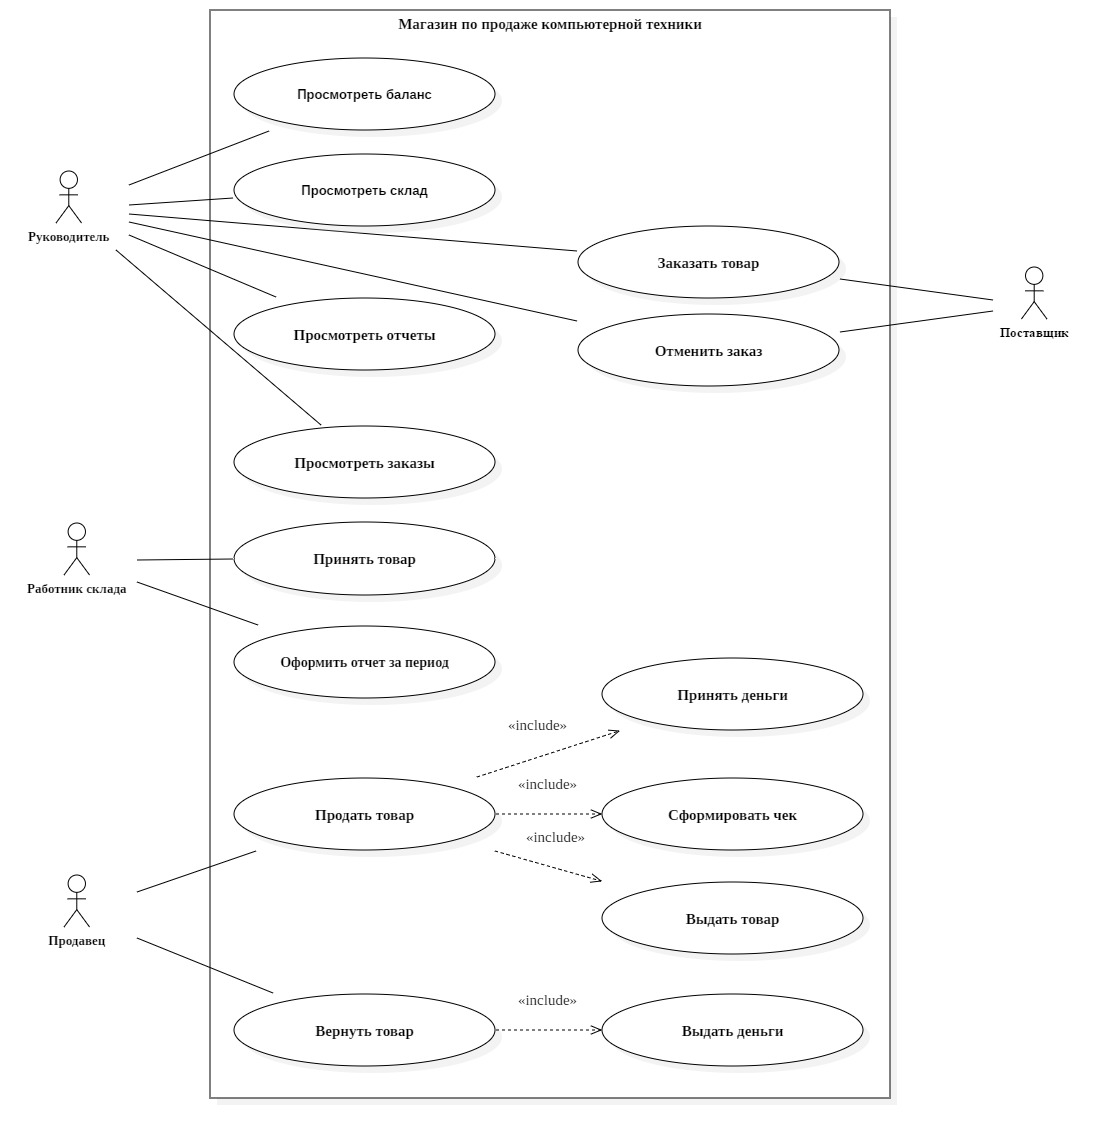 Магазин по продаже компьютерной техники
Просмотреть баланс
Просмотреть склад
Руководитель
Заказать товар
Поставщик
Просмотреть отчеты
Отменить заказ
Просмотреть заказы
Принять товар
Работник склада
Оформить отчет за период
Принять деньги
«include»
«include»
Продать товар
Сформировать чек
«include»
Выдать товар
Продавец
«include»
Вернуть товар
Выдать деньги